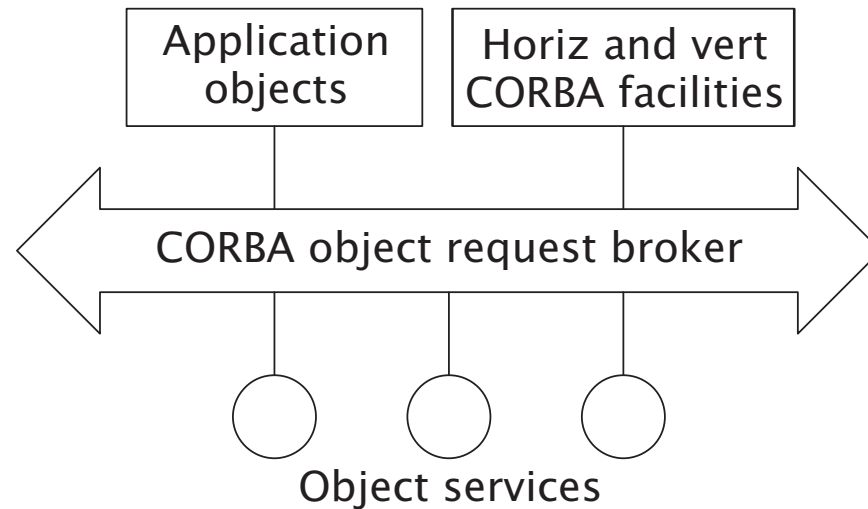 Application
objects
Horiz and vert
CORBA facilities
CORBA object request broker
Object services